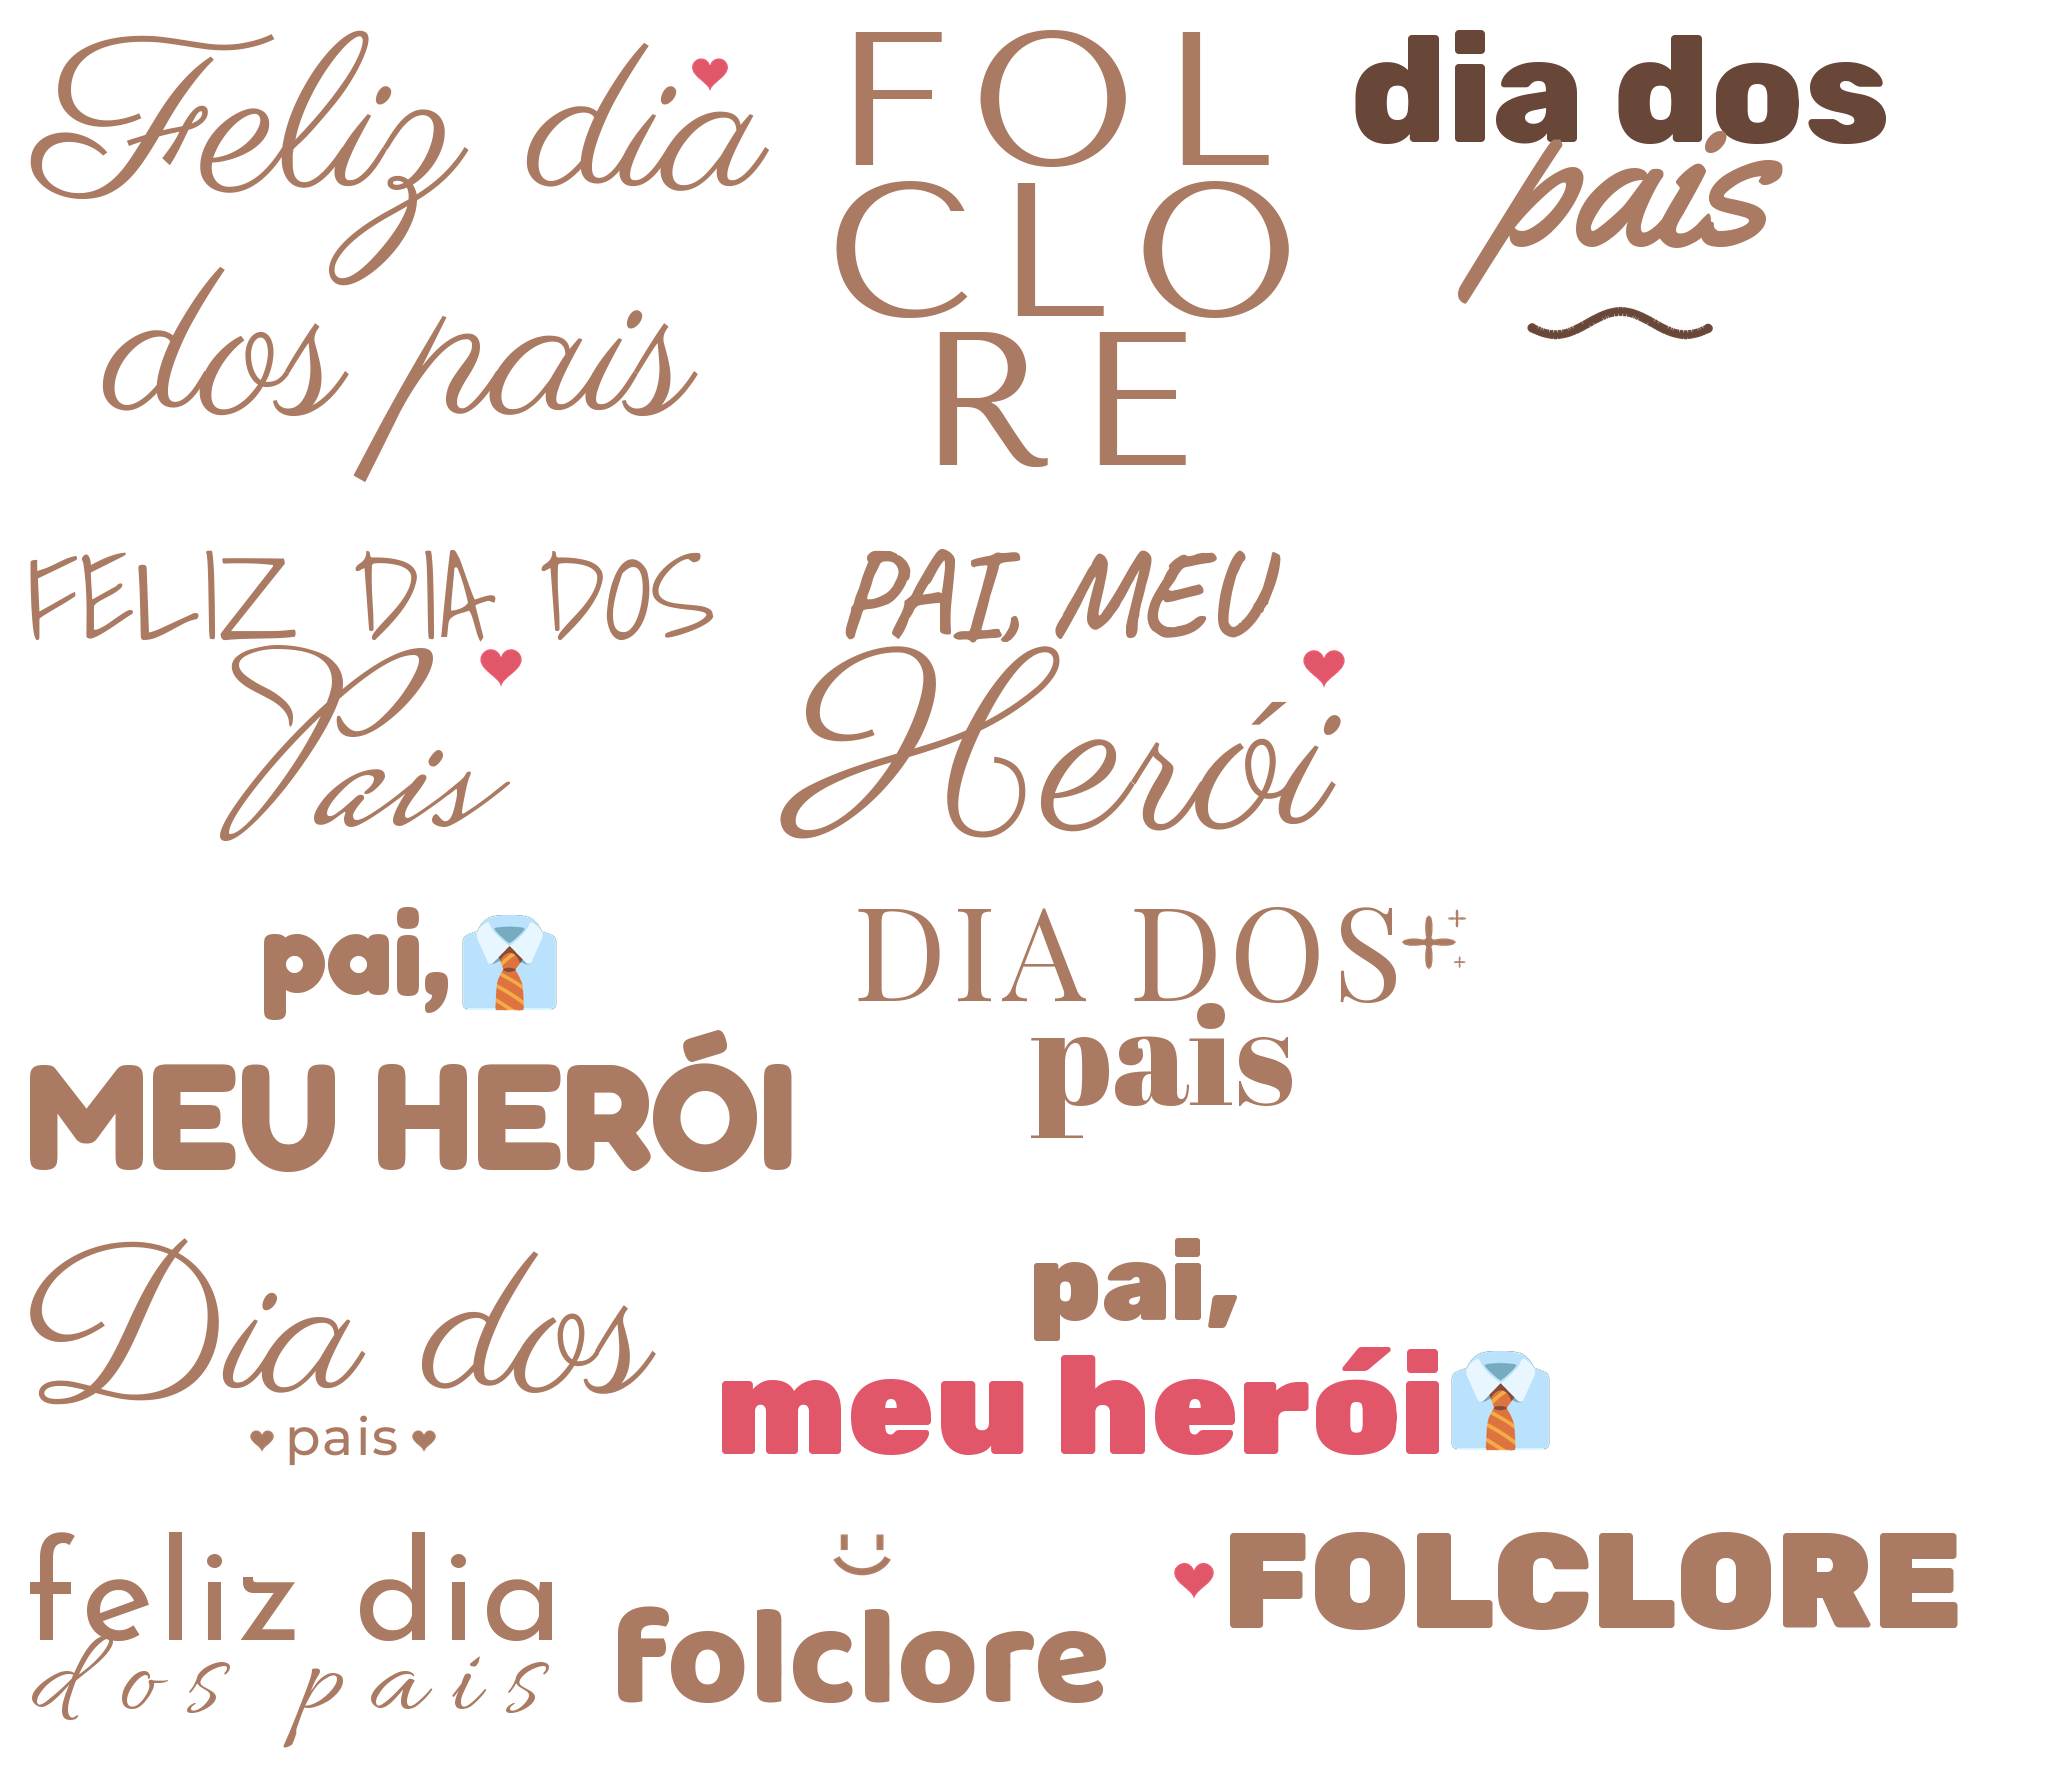 Feliz dia
dos pais
FOL
CLO
RE
dia dos
pais
FELIZ DIA DOS
Pais
PAI, MEU
Herói
pai,
MEU HERÓI
DIA DOS
pais
Dia dos
pais
pai,
meu herói
feliz dia
dos pais
folclore
FOLCLORE